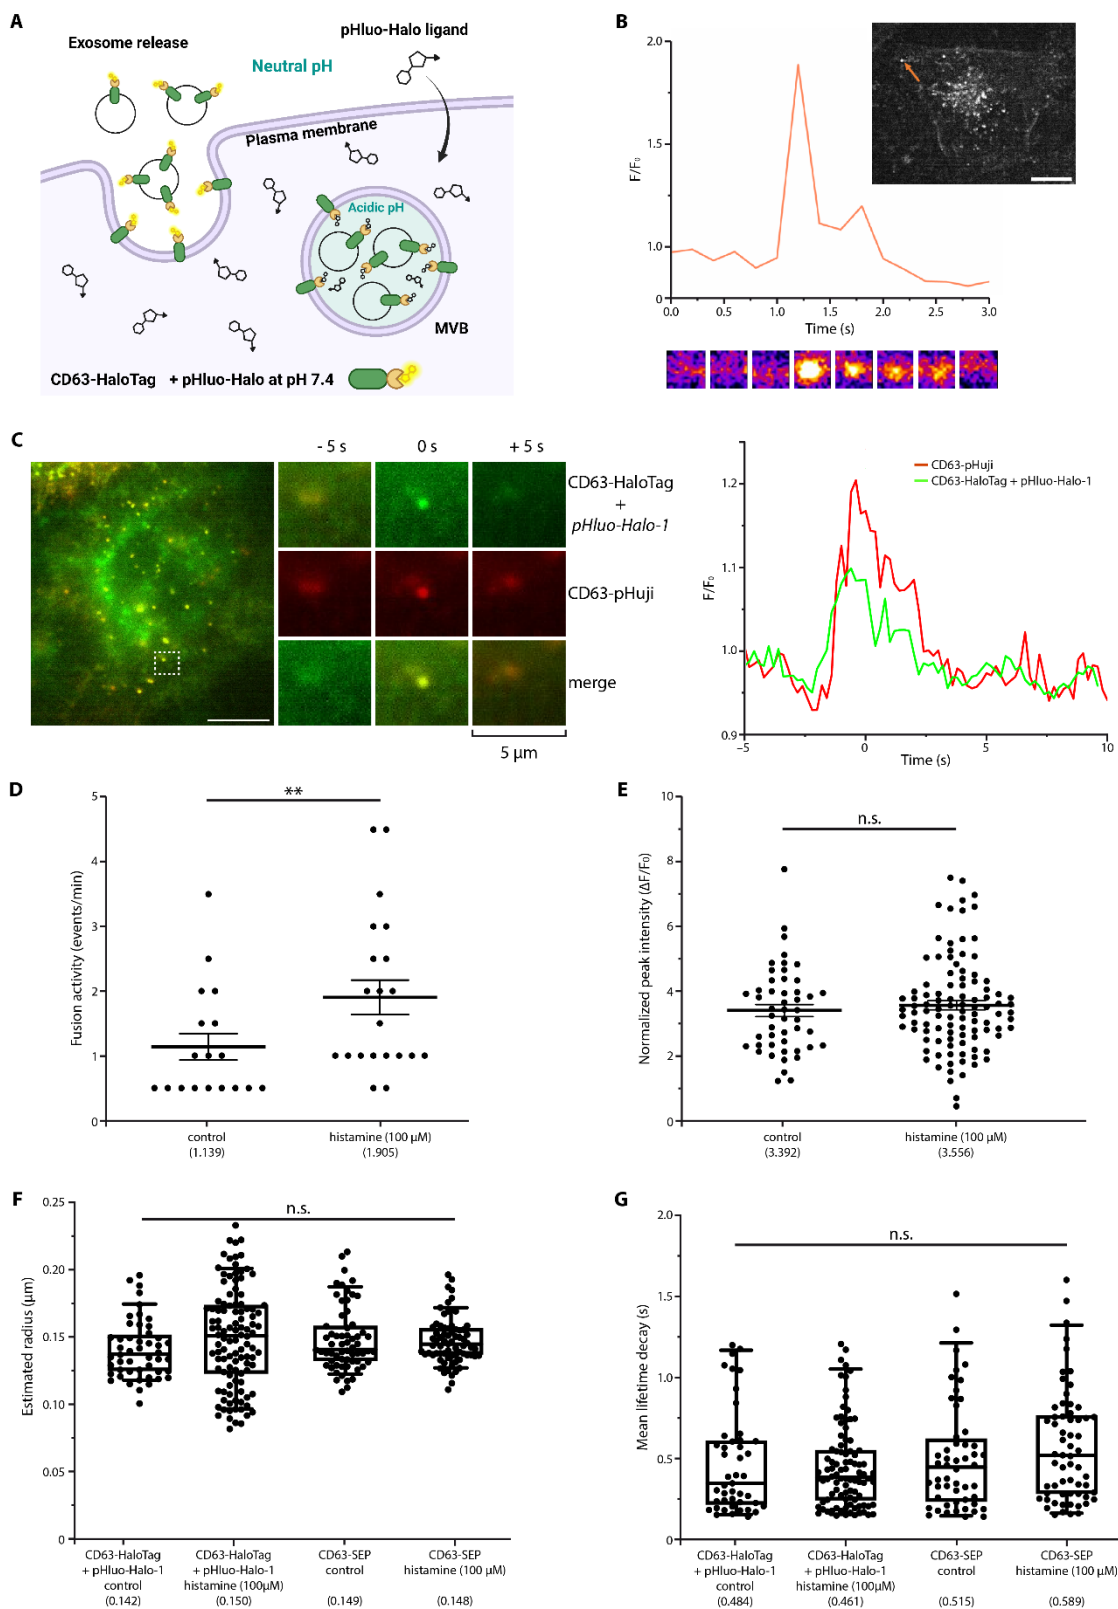 A
Exosome release
pHluo-Halo ligand
Neutral pH
Plasma membrane
Acidic pH
MVB
CD63-HaloTag + pHluo-Halo at pH 7.4
B
F/F₀
2.0
1.5
1.0
0
0.0 0.5 1.0 1.5 2.0 2.5 3.0
Time (s)
C
- 5 s 0 s + 5 s
CD63-HaloTag
+
pHluo-Halo-1
CD63-pHuji
merge
5 µm
F/F₀
1.2
1.1
1.0
0.9
−5 0 5 10
Time (s)
CD63-pHuji
CD63-HaloTag + pHluo-Halo-1
D
**
Fusion activity (events/min)
5
4
3
2
1
0
control histamine (100 µM)
(1.139) (1.905)
E
n.s.
Normalized peak intensity (ΔF/F₀)
10
8
6
4
2
0
control histamine (100 µM)
(3.392) (3.556)
F
n.s.
Estimated radius (µm)
0.25
0.20
0.15
0.10
0.05
0
CD63-HaloTag CD63-HaloTag CD63-SEP CD63-SEP
+ pHluo-Halo-1 + pHluo-Halo-1 control histamine (100 µM)
control histamine (100µM)
(0.142) (0.150) (0.149) (0.148)
G
n.s.
Mean lifetime decay (s)
2.0
1.5
1.0
0.5
0
CD63-HaloTag CD63-HaloTag CD63-SEP CD63-SEP
+ pHluo-Halo-1 + pHluo-Halo-1 control histamine (100 µM)
control histamine (100µM)
(0.484) (0.461) (0.515) (0.589)